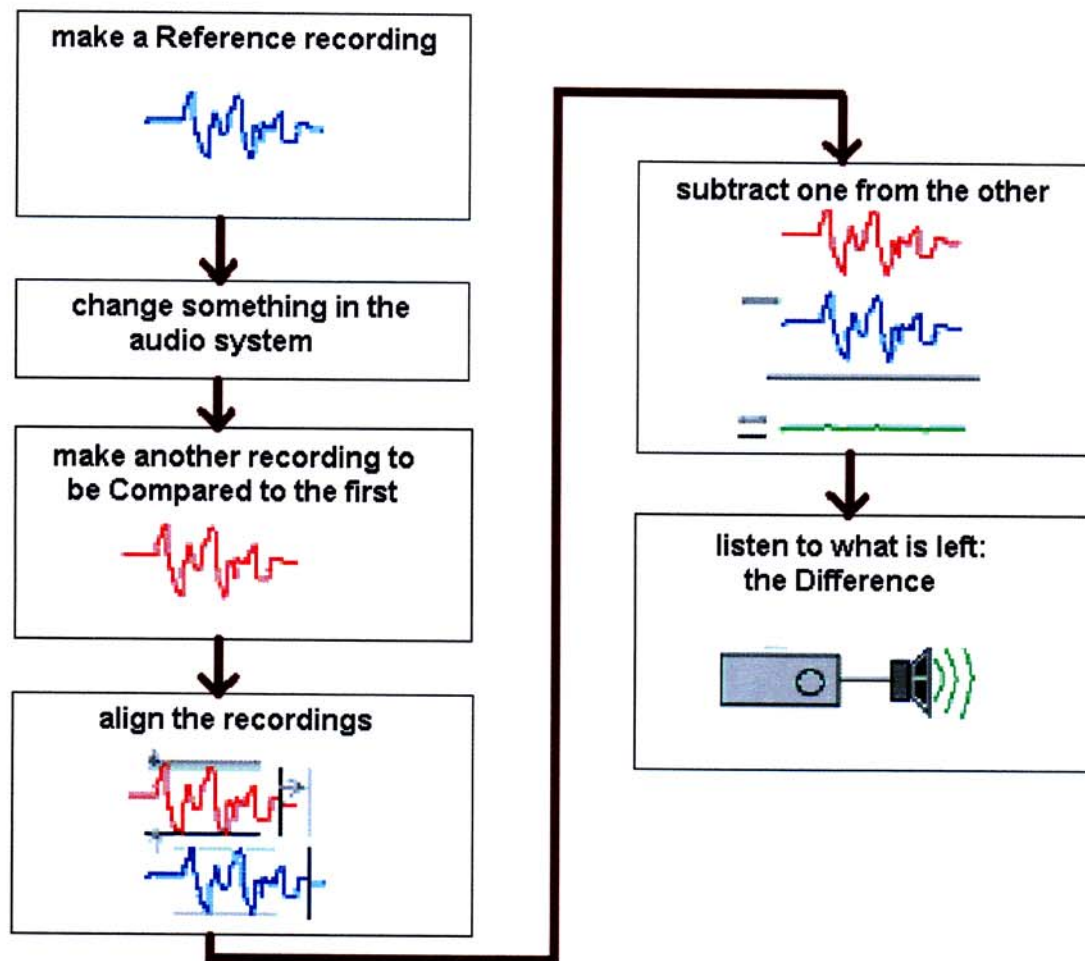 make a Reference recording
change something in the
audio system
make another recording to
be Compared to the first
align the recordings
subtract one from the other
listen to what is left:
the Difference